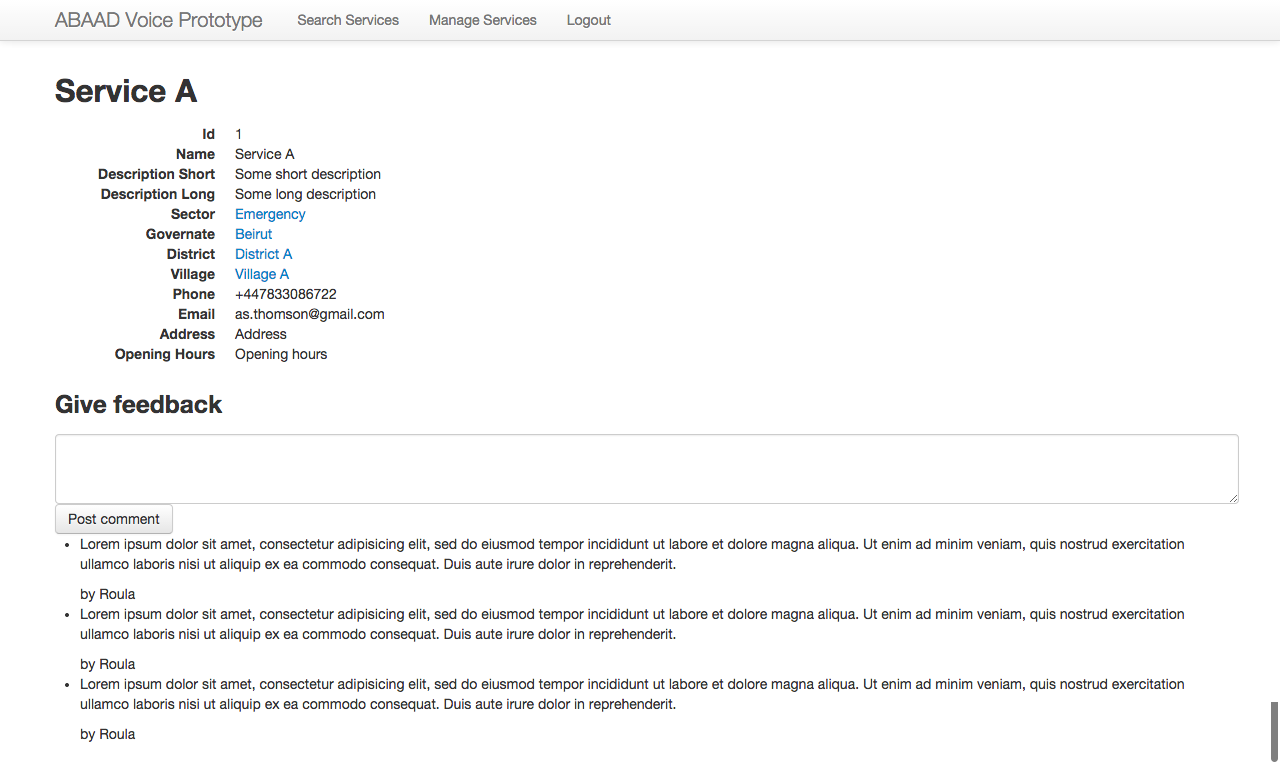 ABAAD Voice Prototype Search Services Manage Services Logout
Service A
Id 1
Name Service A
Description Short Some short description
Description Long Some long description
Sector Emergency
Governate Beirut
District District A
Village Village A
Phone +447833086722
Email as.thomson@gmail.com
Address Address
Opening Hours Opening hours
Give feedback
Post comment
• Lorem ipsum dolor sit amet, consectetur adipisicing elit, sed do eiusmod tempor incididunt ut labore et dolore magna aliqua. Ut enim ad minim veniam, quis nostrud exercitation
ullamco laboris nisi ut aliquip ex ea commodo consequat. Duis aute irure dolor in reprehenderit.
by Roula
• Lorem ipsum dolor sit amet, consectetur adipisicing elit, sed do eiusmod tempor incididunt ut labore et dolore magna aliqua. Ut enim ad minim veniam, quis nostrud exercitation
ullamco laboris nisi ut aliquip ex ea commodo consequat. Duis aute irure dolor in reprehenderit.
by Roula
• Lorem ipsum dolor sit amet, consectetur adipisicing elit, sed do eiusmod tempor incididunt ut labore et dolore magna aliqua. Ut enim ad minim veniam, quis nostrud exercitation
ullamco laboris nisi ut aliquip ex ea commodo consequat. Duis aute irure dolor in reprehenderit.
by Roula